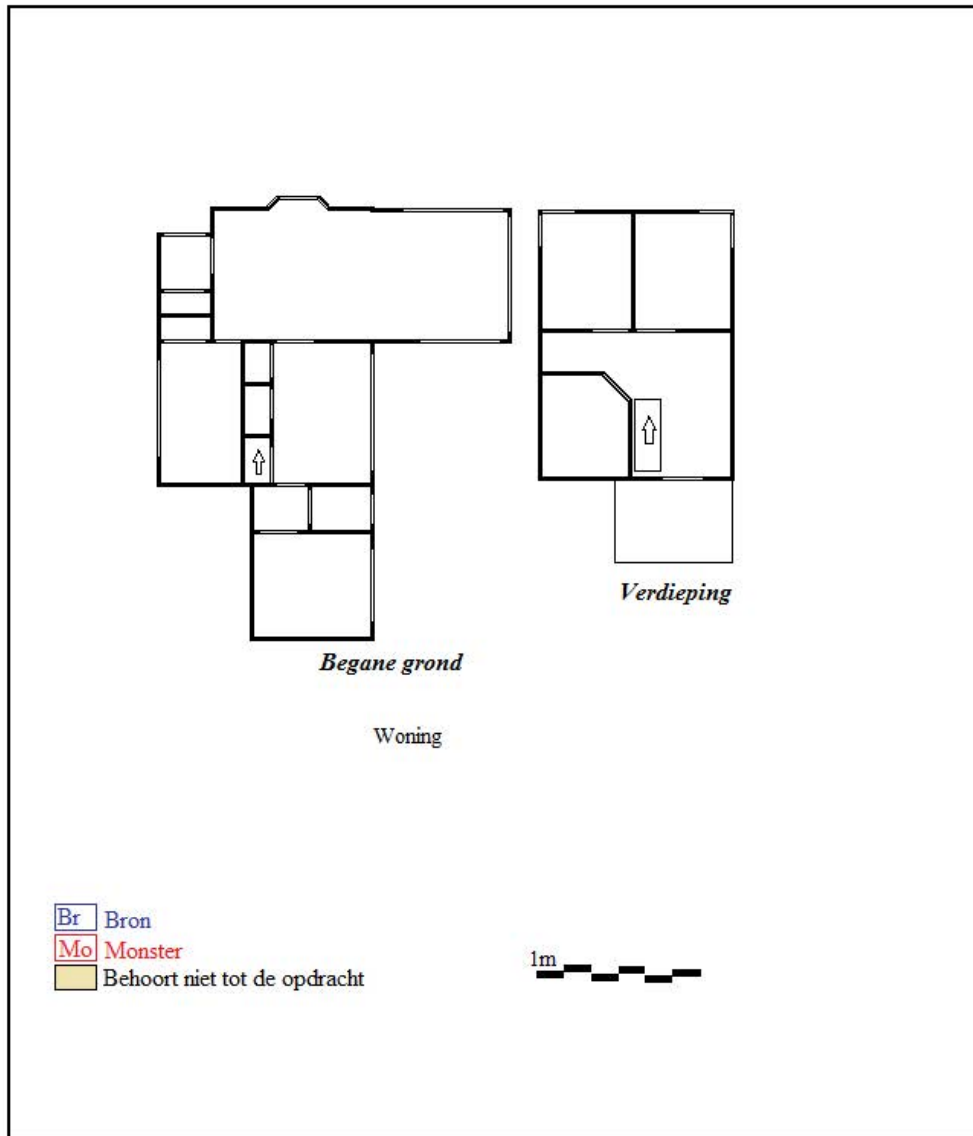 Verdieping
Begane grond
Woning
Br Bron
Mo Monster
Behoort niet tot de opdracht
1m